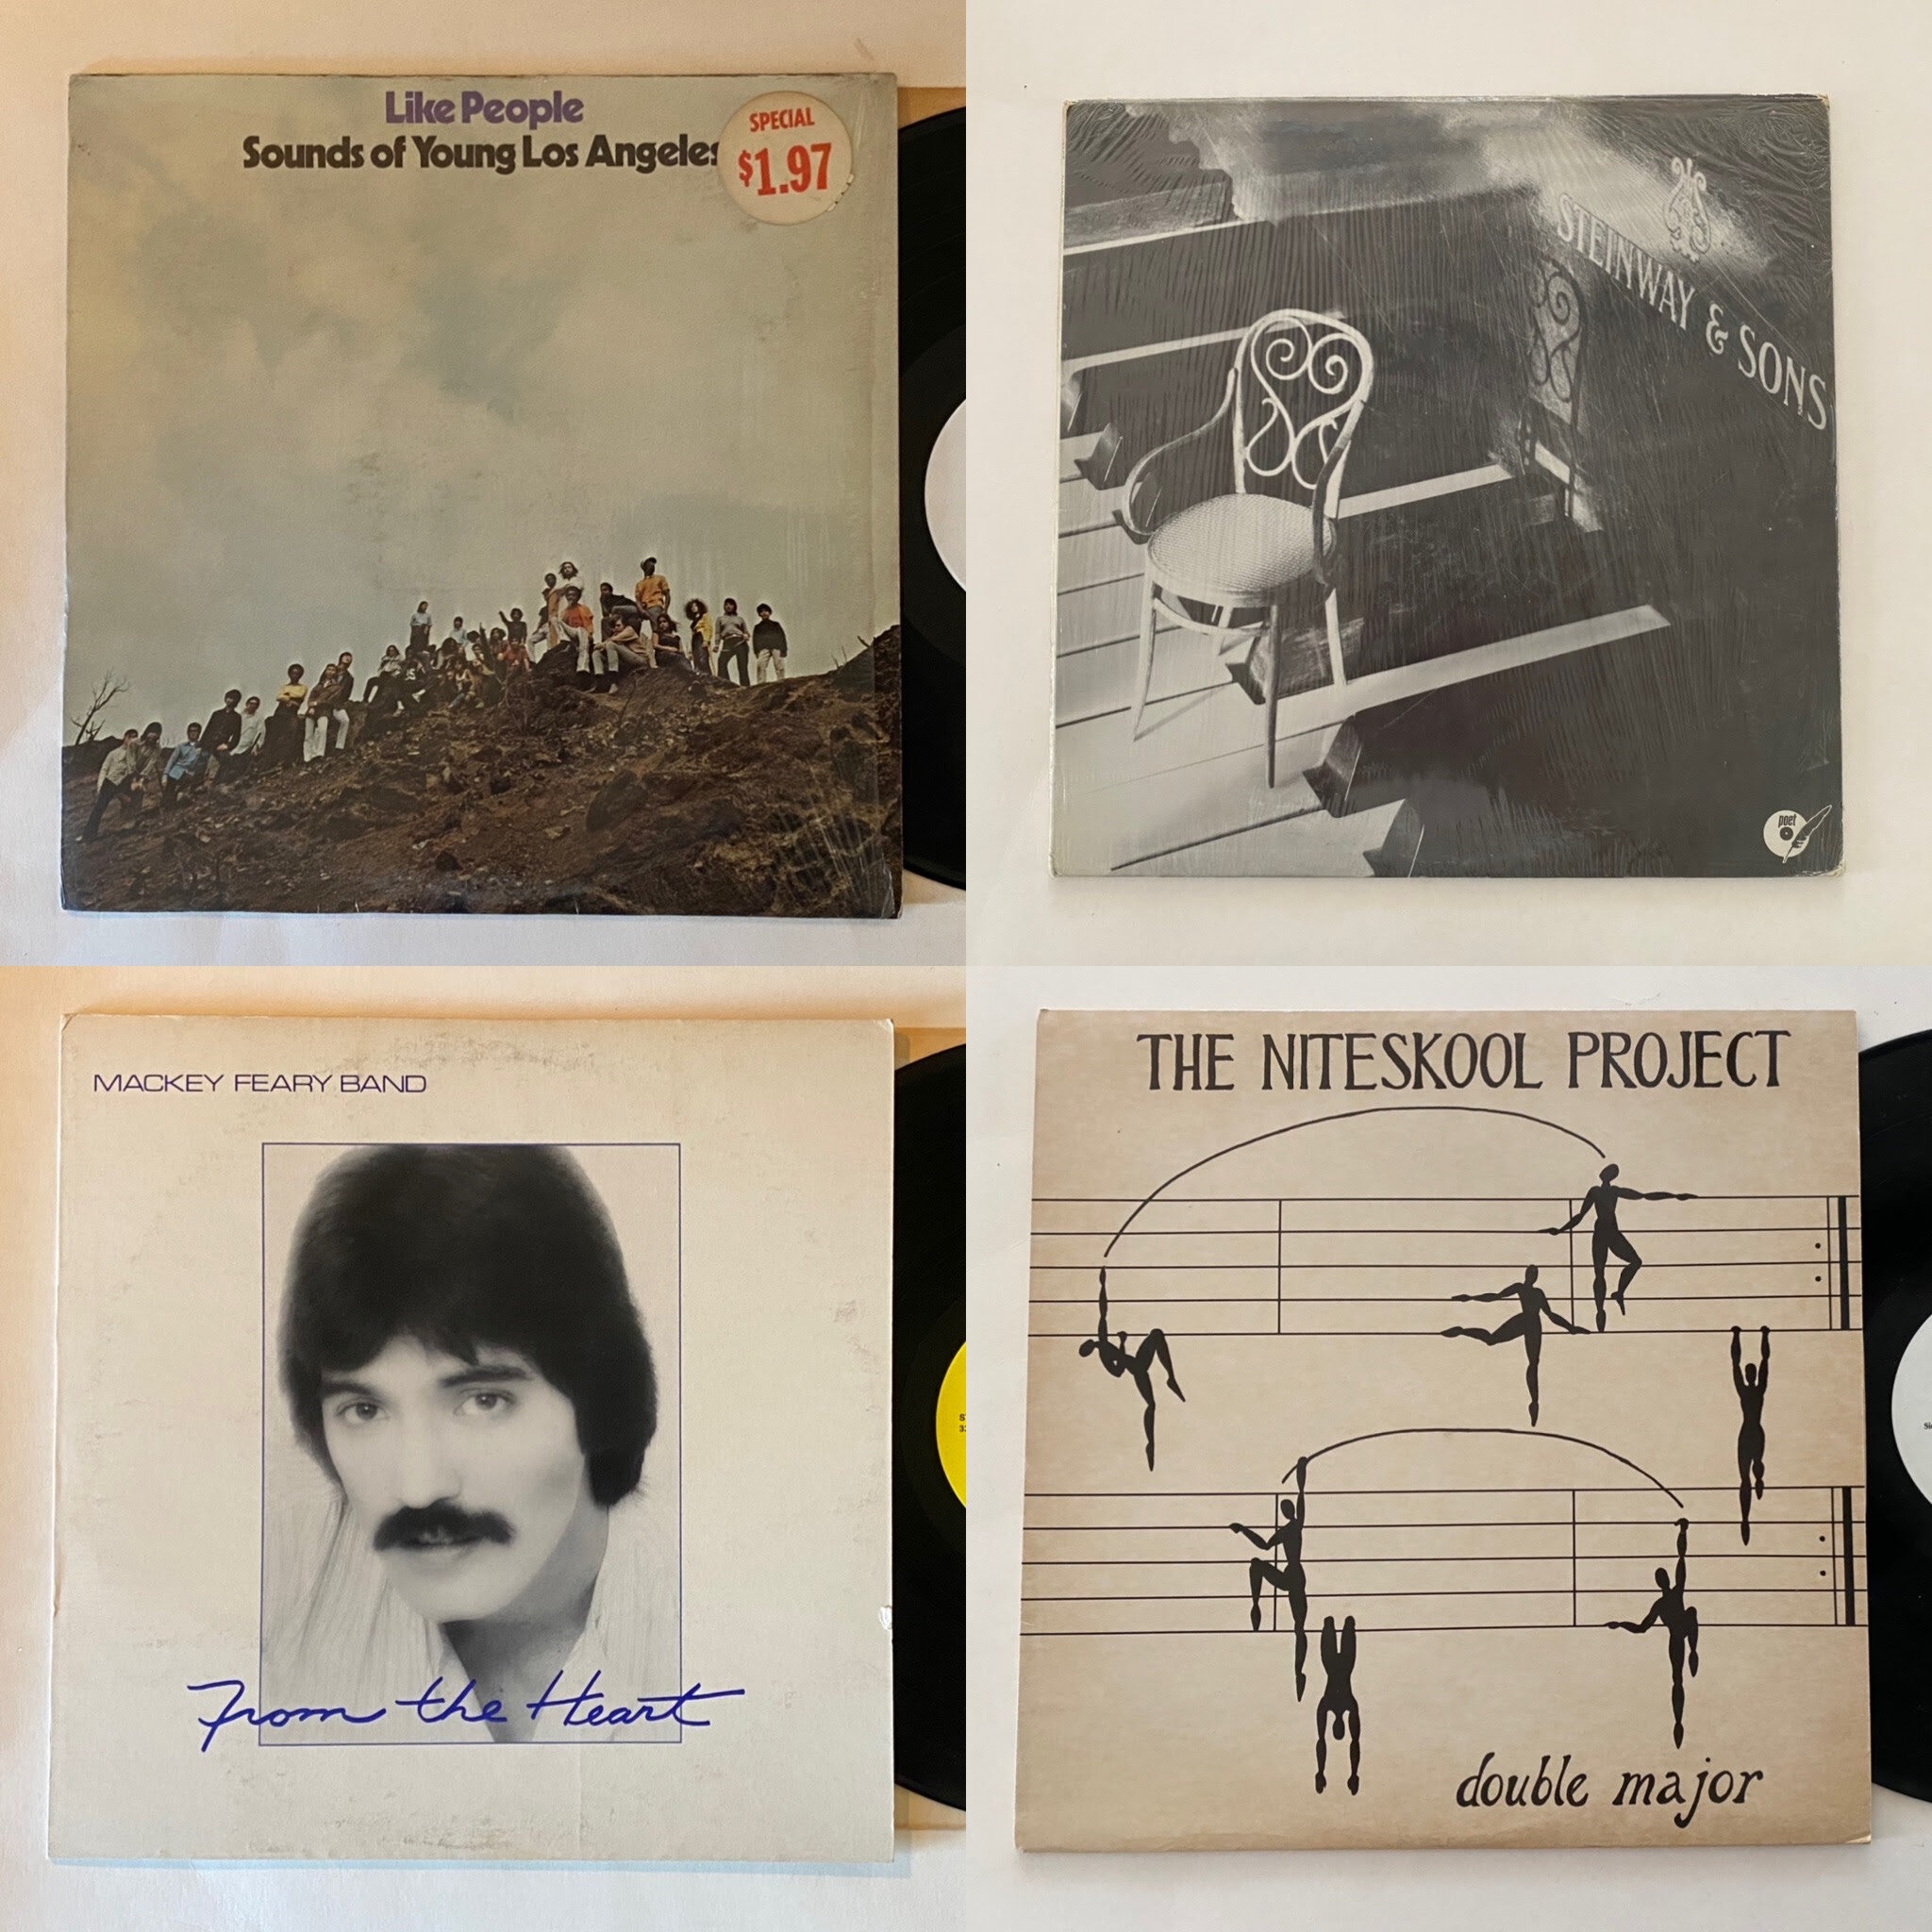 Like People
Sounds of Young Los Angeles
SPECIAL
$1.97
STEINWAY & SONS
poet
MACKEY FEARY BAND
From the Heart
THE NITESKOOL PROJECT
double major